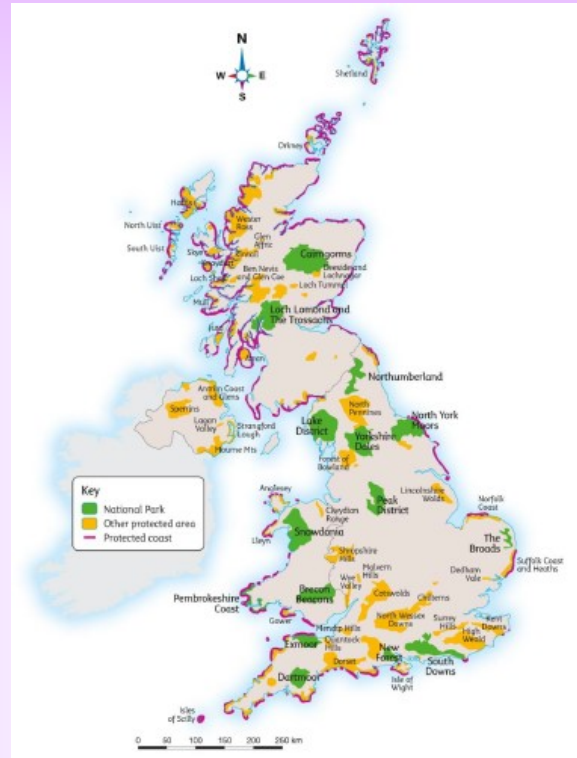 N
W E
S
Shetland
Orkney
Harris
North Uist
South Uist
Wester
Ross
Glen
Affric
Skye
Kintail
Knoydart
Cairngorms
Deeside and
Lochnagar
Ben Nevis
and Glen Coe
Loch Shiel
Loch Tummel
Mull
Loch Lomond and
The Trossachs
Jura
Arran
Northumberland
Antrim Coast
and Glens
Sperrins
Lagan
Valley
Strangford
Lough
Mourne Mts
North
Pennines
Lake
District
North York
Moors
Yorkshire
Dales
Forest of
Bowland
Key
National Park
Other protected area
Protected coast
Anglesey
Clwydian
Range
Lincolnshire
Wolds
Peak
District
Norfolk
Coast
Lleyn
Snowdonia
The
Broads
Shropshire
Hills
Malvern
Hills
Wye
Valley
Dedham
Vale
Suffolk Coast
and Heaths
Pembrokeshire
Coast
Brecon
Beacons
Cotswolds
Chilterns
Gower
Mendip Hills
North Wessex
Downs
Surrey
Hills
Kent
Downs
High
Weald
Exmoor
Quantock
Hills
Dorset
New
Forest
South
Downs
Isle of
Wight
Dartmoor
Isles
of Scilly
0 50 100 150 200 250 km